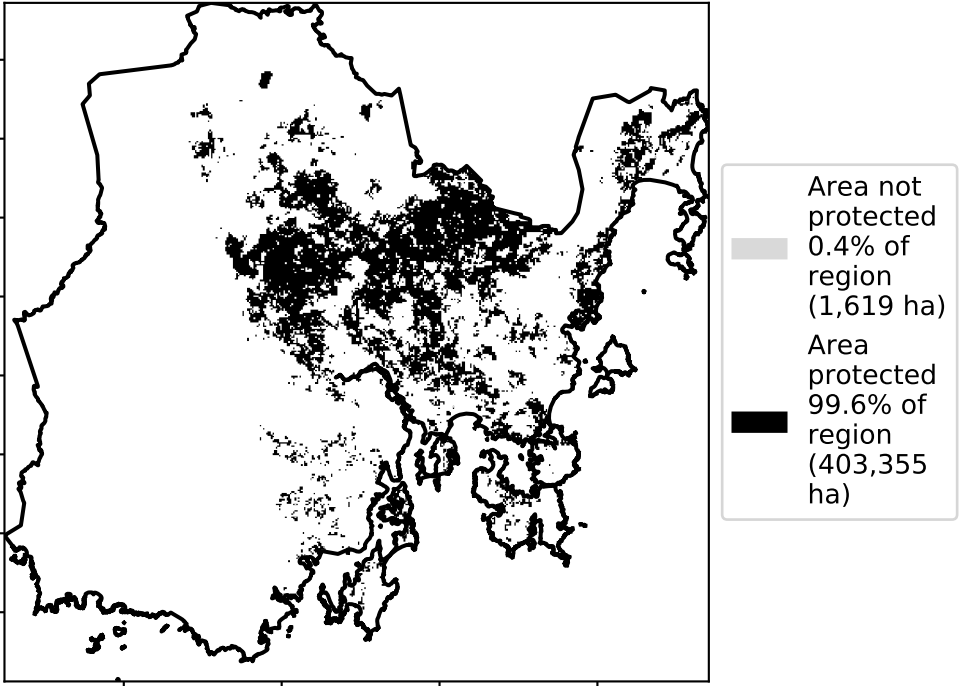 Area not
protected
0.4% of
region
(1,619 ha)
Area
protected
99.6% of
region
(403,355
ha)